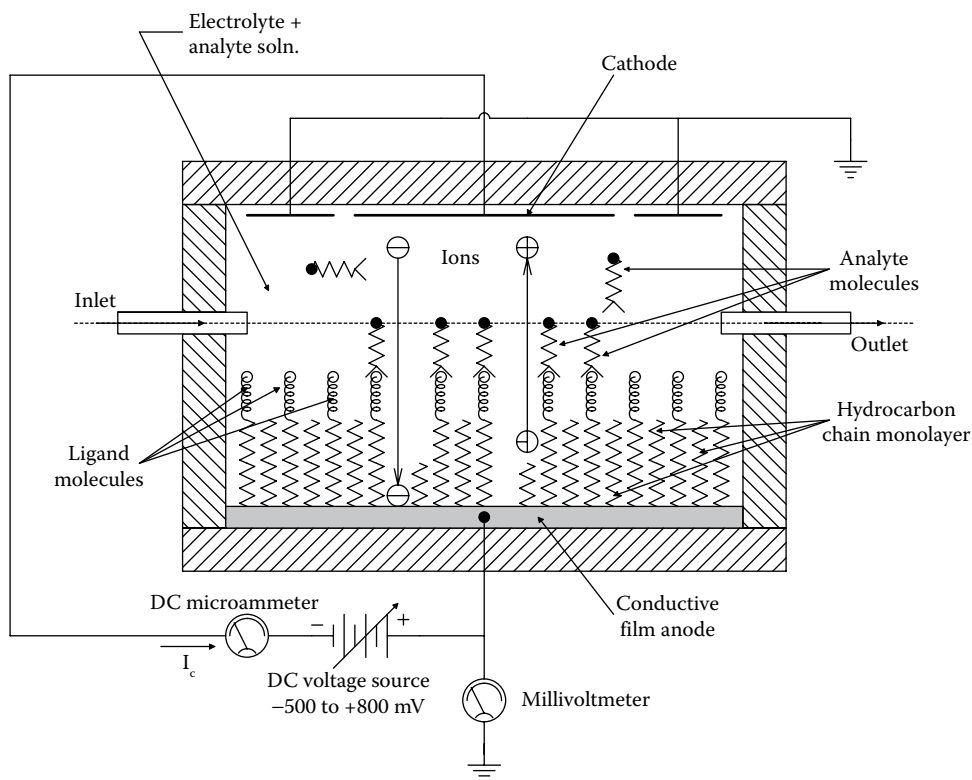 Electrolyte +
analyte soln.
Cathode
Ions
Analyte
molecules
Inlet
Outlet
Hydrocarbon
chain monolayer
Ligand
molecules
DC microammeter
− +
I_c
Conductive
film anode
DC voltage source
−500 to +800 mV
Millivoltmeter